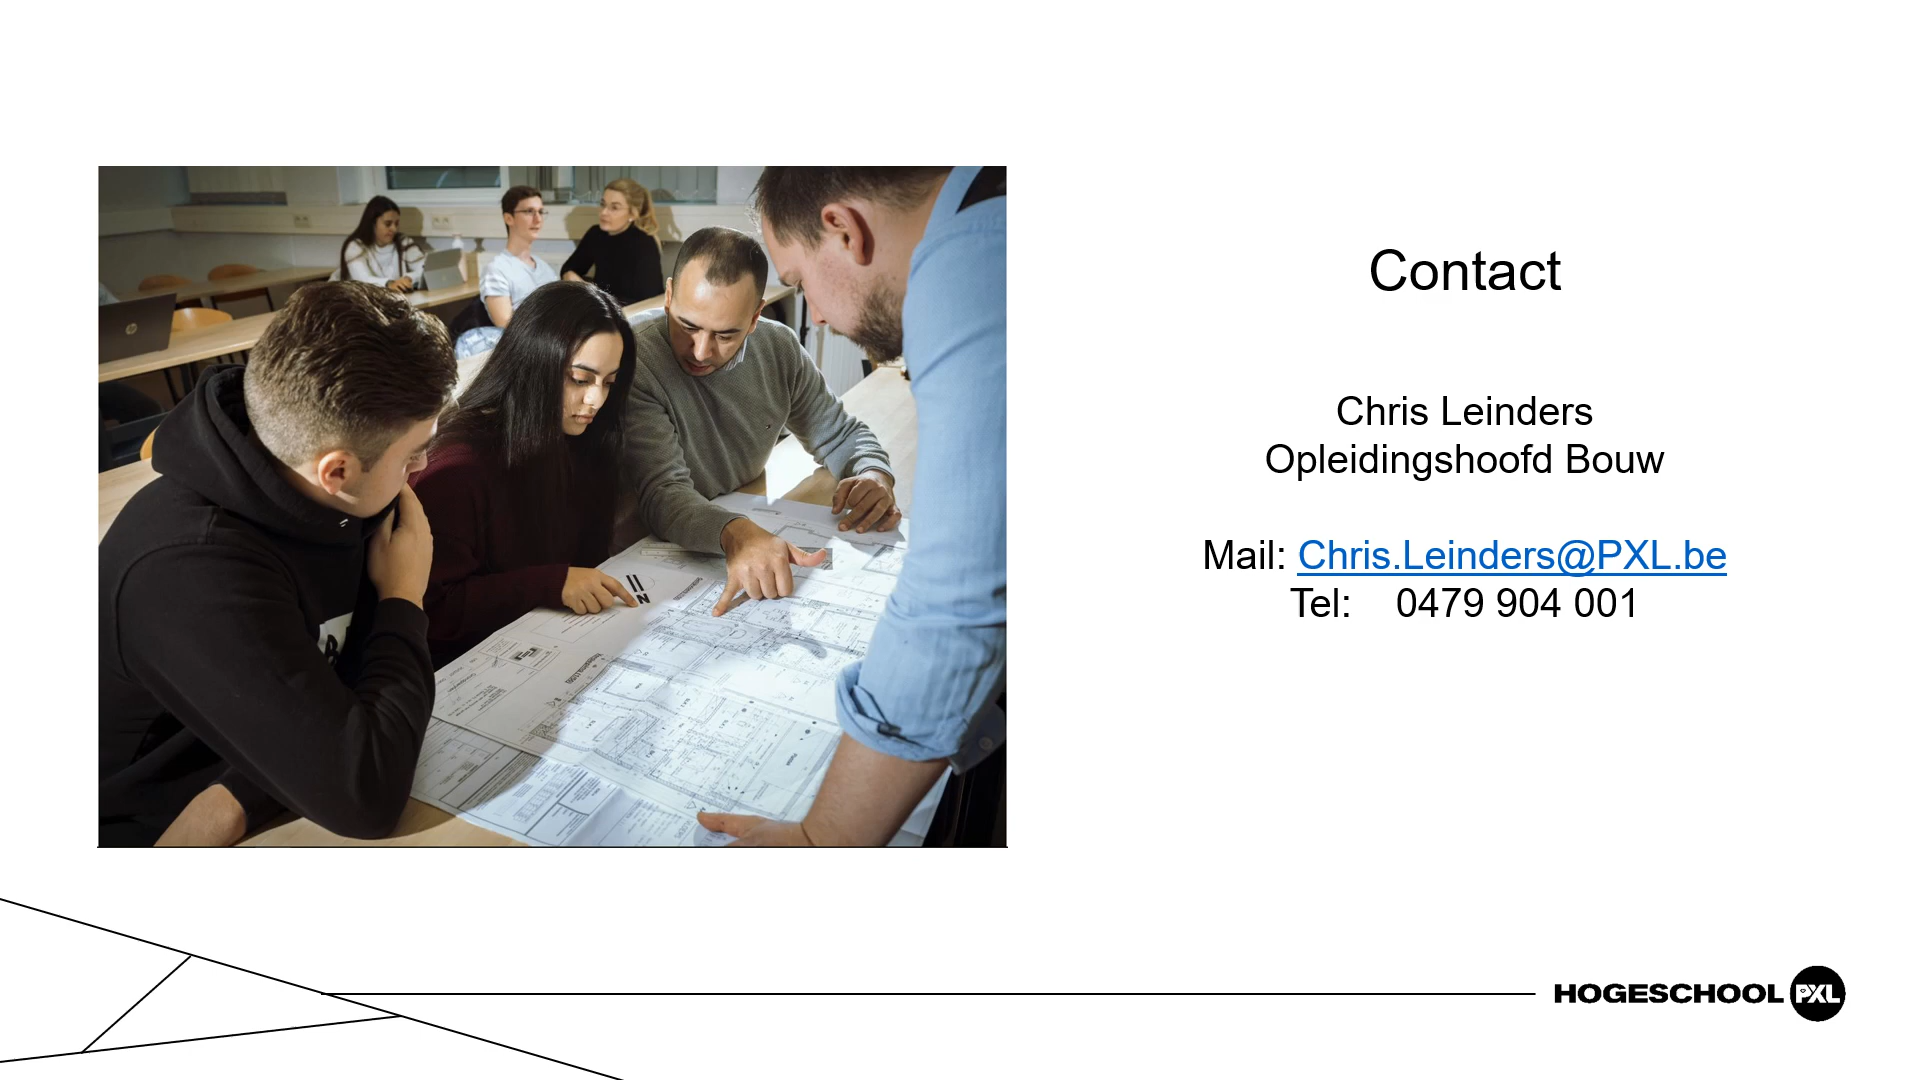 Contact
Chris Leinders
Opleidingshoofd Bouw
Mail: Chris.Leinders@PXL.be
Tel: 0479 904 001
HOGESCHOOL PXL